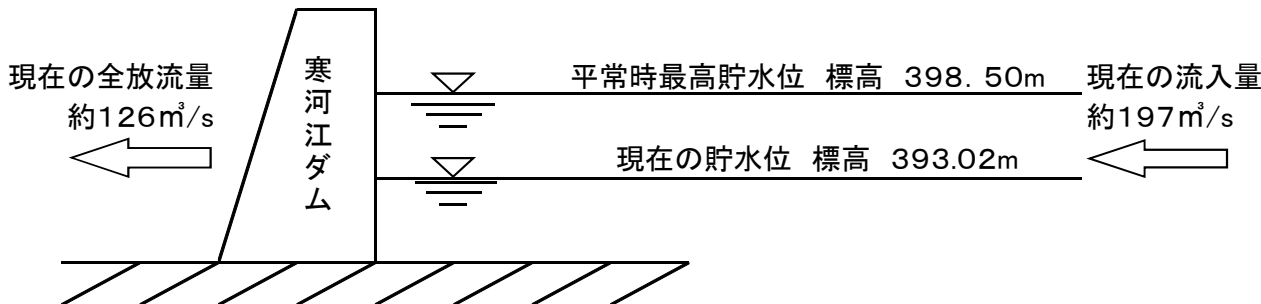 現在の全放流量
約126㎥/s
寒河江ダム
平常時最高貯水位 標高 398.50m
現在の貯水位 標高 393.02m
現在の流入量
約197㎥/s